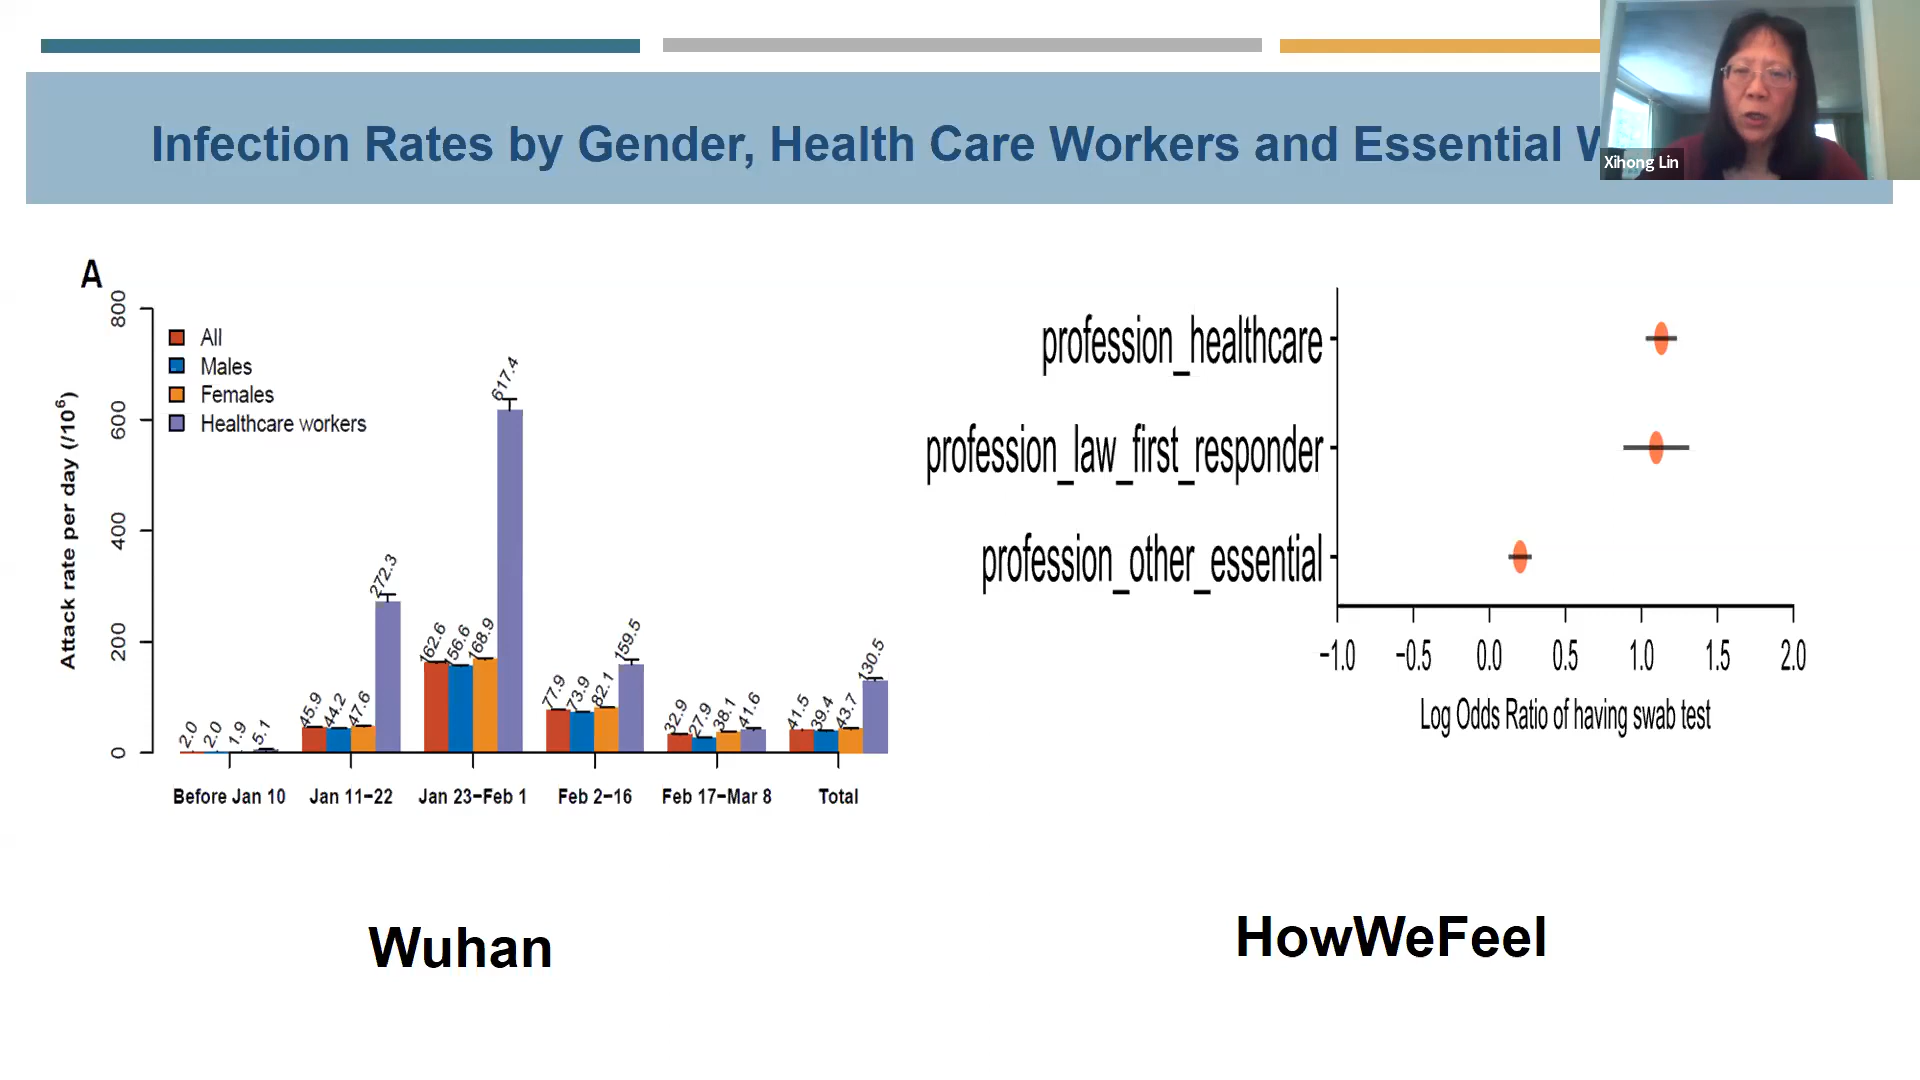 Infection Rates by Gender, Health Care Workers and Essential
Xihong Lin
A
Attack rate per day (/10⁶)
800
600
400
200
0
All
Males
Females
Healthcare workers
2.0 2.0 1.9 5.1
45.9 44.2 47.6 272.3
162.6 156.6 168.9 617.4
77.9 73.9 82.1 159.5
32.9 27.9 38.1 41.6
41.5 39.4 43.7 130.5
Before Jan 10 Jan 11−22 Jan 23−Feb 1 Feb 2−16 Feb 17−Mar 8 Total
Wuhan
profession_healthcare
profession_law_first_responder
profession_other_essential
−1.0 −0.5 0.0 0.5 1.0 1.5 2.0
Log Odds Ratio of having swab test
HowWeFeel